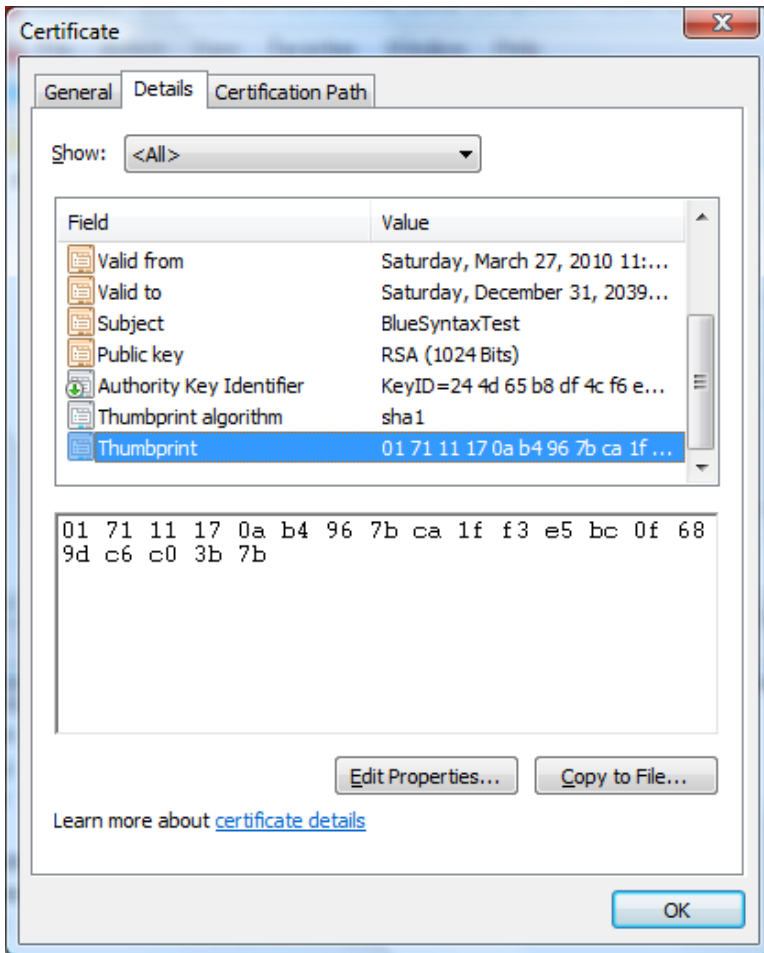 Certificate
General Details Certification Path
Show: <All>
Field Value
Valid from Saturday, March 27, 2010 11:...
Valid to Saturday, December 31, 2039...
Subject BlueSyntaxTest
Public key RSA (1024 Bits)
Authority Key Identifier KeyID=24 4d 65 b8 df 4c f6 e...
Thumbprint algorithm sha1
Thumbprint 01 71 11 17 0a b4 96 7b ca 1f ...
01 71 11 17 0a b4 96 7b ca 1f f3 e5 bc 0f 68
9d c6 c0 3b 7b
Edit Properties... Copy to File...
Learn more about certificate details
OK